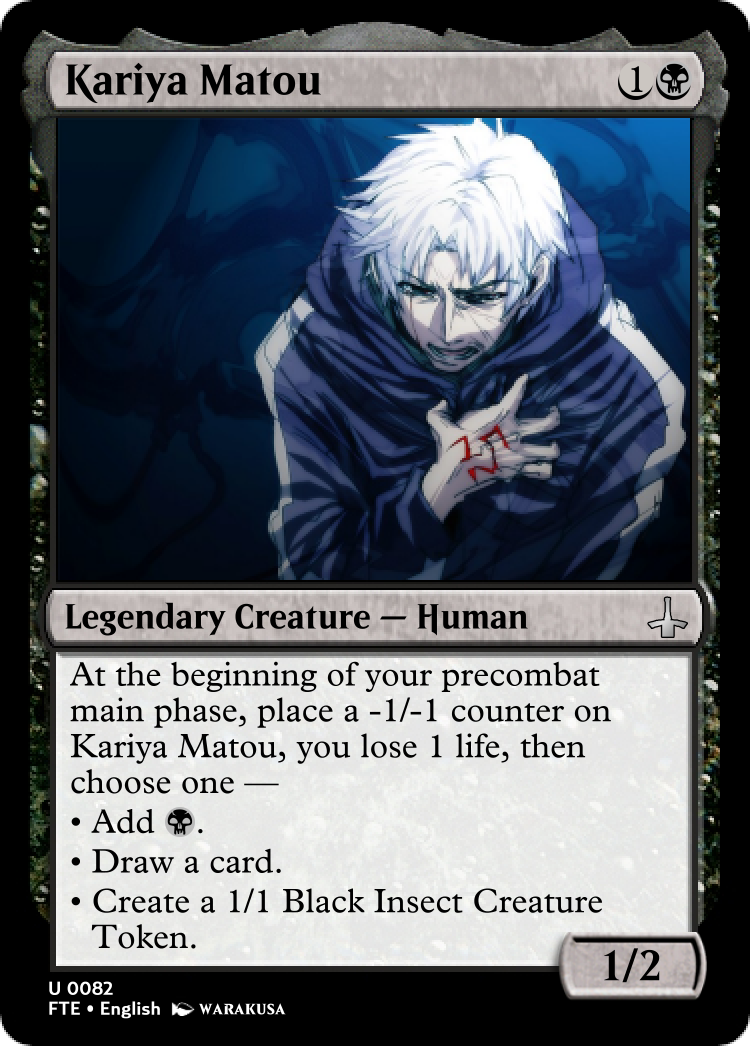 Kariya Matou 1
Legendary Creature — Human
At the beginning of your precombat
main phase, place a -1/-1 counter on
Kariya Matou, you lose 1 life, then
choose one —
• Add .
• Draw a card.
• Create a 1/1 Black Insect Creature
Token.
1/2
U 0082
FTE • English WARAKUSA